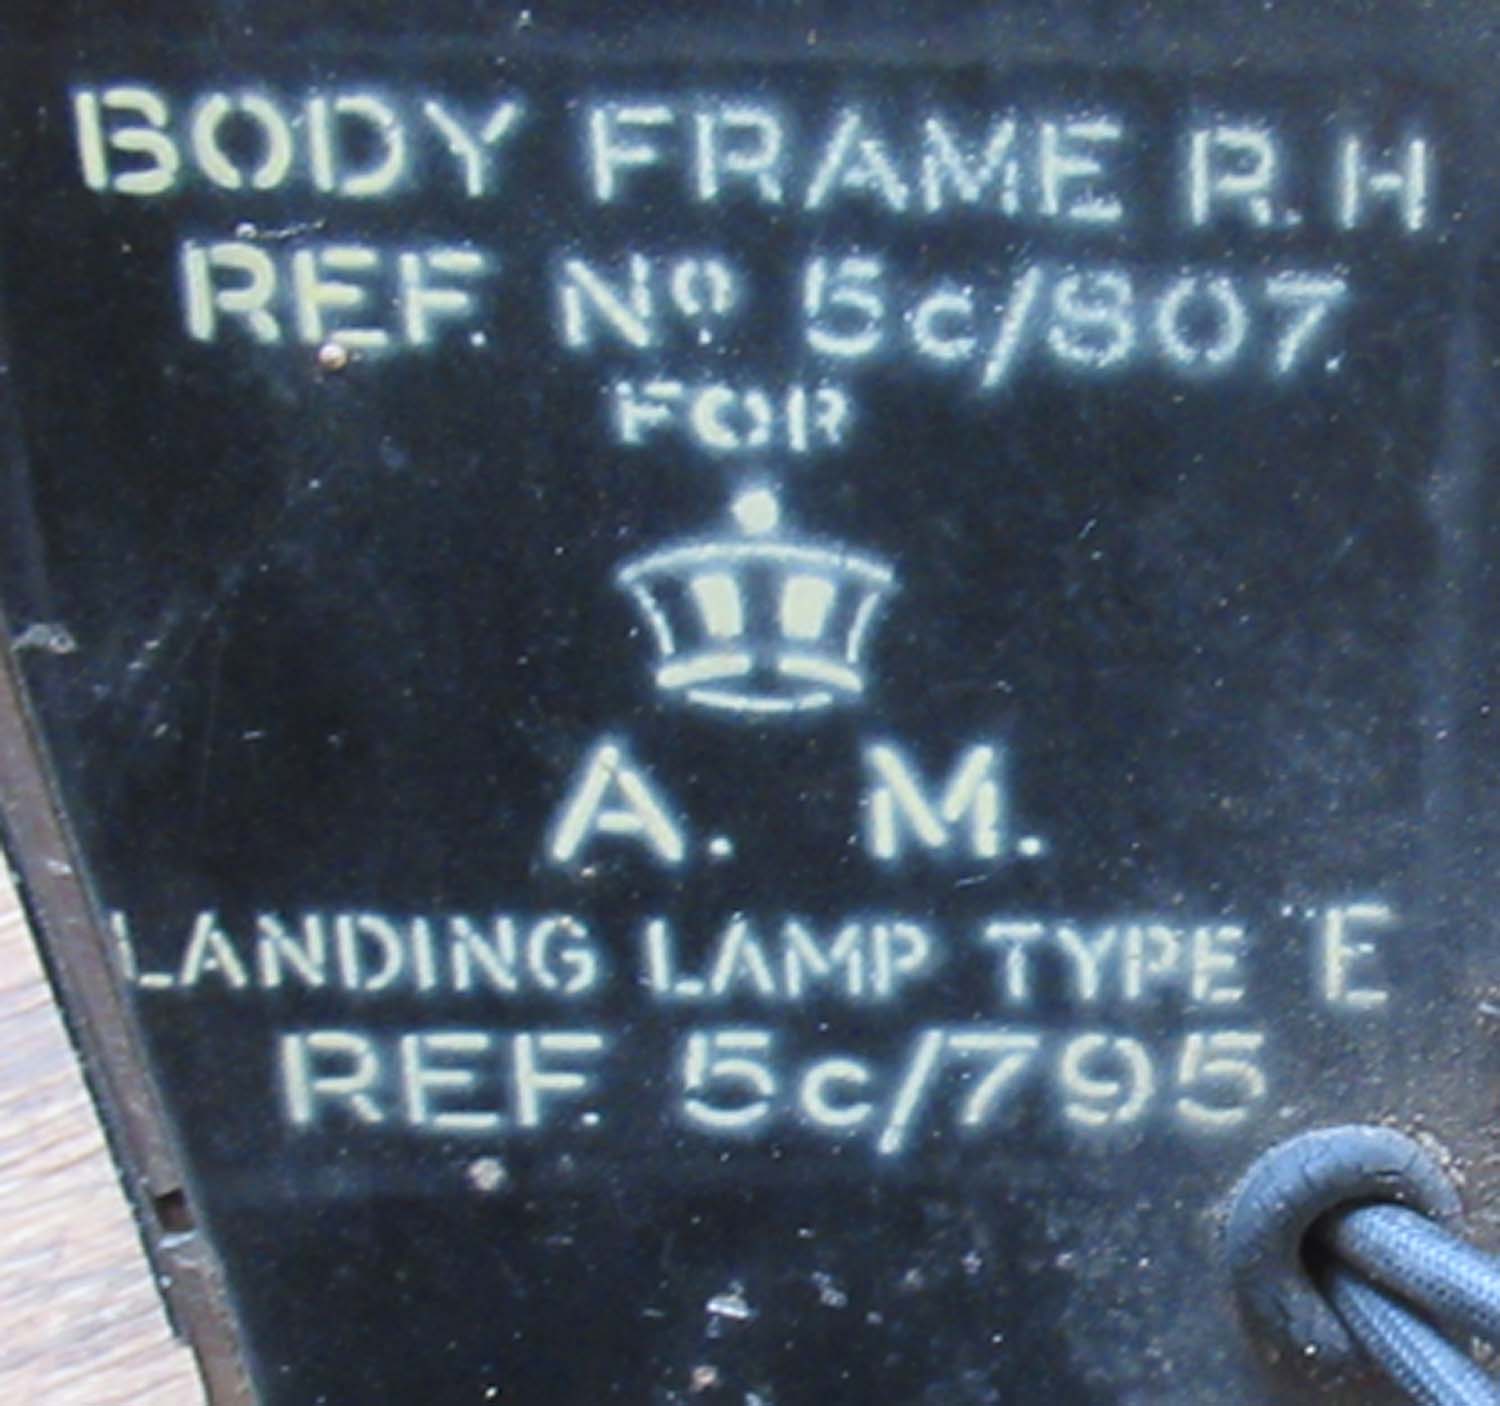 BODY FRAME R.H
REF. Nº 5c/807.
FOR
A. M.
LANDING LAMP TYPE "E
REF. 5c/795.